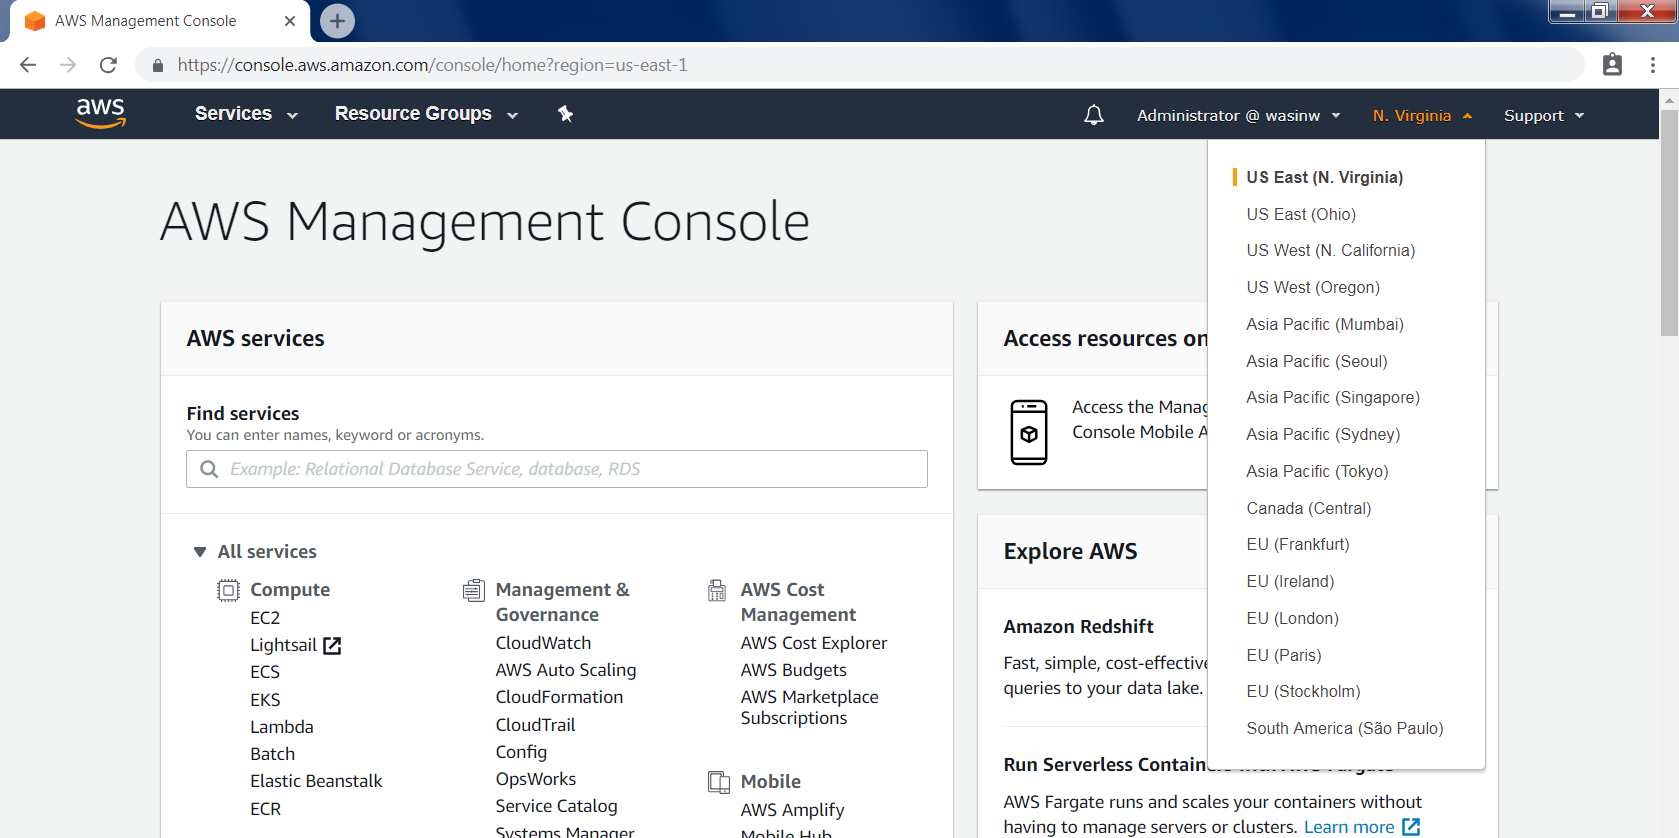 AWS Management Console
https://console.aws.amazon.com/console/home?region=us-east-1
aws
Services
Resource Groups
Administrator @ wasinw
N. Virginia
Support
US East (N. Virginia)
US East (Ohio)
US West (N. California)
US West (Oregon)
Asia Pacific (Mumbai)
Asia Pacific (Seoul)
Asia Pacific (Singapore)
Asia Pacific (Sydney)
Asia Pacific (Tokyo)
Canada (Central)
EU (Frankfurt)
EU (Ireland)
EU (London)
EU (Paris)
EU (Stockholm)
South America (São Paulo)
AWS Management Console
AWS services
Find services
You can enter names, keyword or acronyms.
Example: Relational Database Service, database, RDS
All services
Compute
EC2
Lightsail
ECS
EKS
Lambda
Batch
Elastic Beanstalk
ECR
Management &
Governance
CloudWatch
AWS Auto Scaling
CloudFormation
CloudTrail
Config
OpsWorks
Service Catalog
Systems Manager
AWS Cost
Management
AWS Cost Explorer
AWS Budgets
AWS Marketplace
Subscriptions
Mobile
AWS Amplify
Mobile Hub
Access resources on
Access the
Console Mobile
Explore AWS
Amazon Redshift
Fast, simple, cost-effective
queries to your data lake.
Run Serverless Containers with AWS Fargate
AWS Fargate runs and scales your containers without
having to manage servers or clusters. Learn more